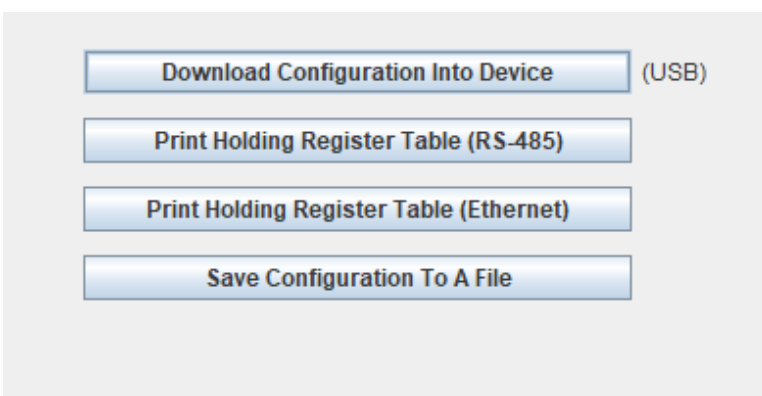 Download Configuration Into Device (USB)
Print Holding Register Table (RS-485)
Print Holding Register Table (Ethernet)
Save Configuration To A File